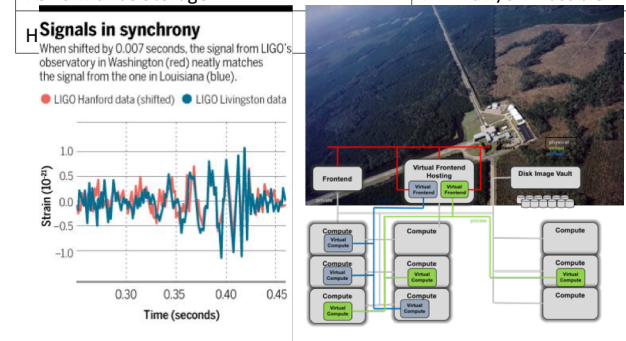 H
Signals in synchrony
When shifted by 0.007 seconds, the signal from LIGO's
observatory in Washington (red) neatly matches
the signal from the one in Louisiana (blue).
LIGO Hanford data (shifted) LIGO Livingston data
1.0
0.5
0.0
–0.5
–1.0
Strain (10⁻²¹)
0.30 0.35 0.40 0.45
Time (seconds)
physical
Frontend
private
Virtual Frontend
Hosting
Virtual
Frontend
Virtual
Frontend
Disk Image Vault
private
Compute
Virtual
Compute
Compute
Virtual
Compute
Compute
Virtual
Compute
Compute
Compute
Virtual
Compute
Compute
Virtual
Compute
Compute
Compute
Virtual
Compute
Compute